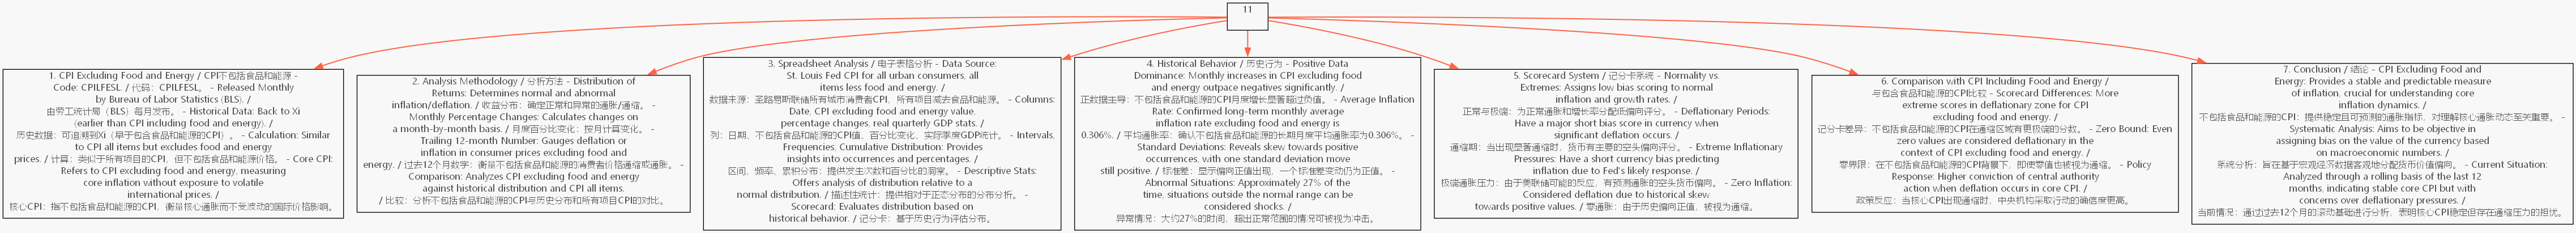 11
1. CPI Excluding Food and Energy / CPI不包括食品和能源 -
Code: CPILFESL. / 代码：CPILFESL。 - Released Monthly
by Bureau of Labor Statistics (BLS). /
由劳工统计局（BLS）每月发布。 - Historical Data: Back to Xi
(earlier than CPI including food and energy). /
历史数据：可追溯到Xi（早于包含食品和能源的CPI）。 - Calculation: Similar
to CPI all items but excludes food and energy
prices. / 计算：类似于所有项目的CPI，但不包括食品和能源价格。 - Core CPI:
Refers to CPI excluding food and energy, measuring
core inflation without exposure to volatile
international prices. /
核心CPI：指不包括食品和能源的CPI，衡量核心通胀而不受波动的国际价格影响。
2. Analysis Methodology / 分析方法 - Distribution of
Returns: Determines normal and abnormal
inflation/deflation. / 收益分布：确定正常和异常的通胀/通缩。 -
Monthly Percentage Changes: Calculates changes on
a month-by-month basis. / 月度百分比变化：按月计算变化。 -
Trailing 12-month Number: Gauges deflation or
inflation in consumer prices excluding food and
energy. / 过去12个月数字：衡量不包括食品和能源的消费者价格通缩或通胀。 -
Comparison: Analyzes CPI excluding food and energy
against historical distribution and CPI all items.
/ 比较：分析不包括食品和能源的CPI与历史分布和所有项目CPI的对比。
3. Spreadsheet Analysis / 电子表格分析 - Data Source:
St. Louis Fed CPI for all urban consumers, all
items less food and energy. /
数据来源：圣路易斯联储所有城市消费者CPI，所有项目减去食品和能源。 - Columns:
Date, CPI excluding food and energy value,
percentage changes, real quarterly GDP stats. /
列：日期、不包括食品和能源的CPI值、百分比变化、实际季度GDP统计。 - Intervals,
Frequencies, Cumulative Distribution: Provides
insights into occurrences and percentages. /
区间、频率、累积分布：提供发生次数和百分比的洞察。 - Descriptive Stats:
Offers analysis of distribution relative to a
normal distribution. / 描述性统计：提供相对于正态分布的分布分析。 -
Scorecard: Evaluates distribution based on
historical behavior. / 记分卡：基于历史行为评估分布。
4. Historical Behavior / 历史行为 - Positive Data
Dominance: Monthly increases in CPI excluding food
and energy outpace negatives significantly. /
正数据主导：不包括食品和能源的CPI月度增长显著超过负值。 - Average Inflation
Rate: Confirmed long-term monthly average
inflation rate excluding food and energy is
0.306%. / 平均通胀率：确认不包括食品和能源的长期月度平均通胀率为0.306%。 -
Standard Deviations: Reveals skew towards positive
occurrences, with one standard deviation move
still positive. / 标准差：显示偏向正值出现，一个标准差变动仍为正值。 -
Abnormal Situations: Approximately 27% of the
time, situations outside the normal range can be
considered shocks. /
异常情况：大约27%的时间，超出正常范围的情况可被视为冲击。
5. Scorecard System / 记分卡系统 - Normality vs.
Extremes: Assigns low bias scoring to normal
inflation and growth rates. /
正常与极端：为正常通胀和增长率分配低偏向评分。 - Deflationary Periods:
Have a major short bias score in currency when
significant deflation occurs. /
通缩期：当出现显著通缩时，货币有主要的空头偏向评分。 - Extreme Inflationary
Pressures: Have a short currency bias predicting
inflation due to Fed's likely response. /
极端通胀压力：由于美联储可能的反应，有预测通胀的空头货币偏向。 - Zero Inflation:
Considered deflation due to historical skew
towards positive values. / 零通胀：由于历史偏向正值，被视为通缩。
6. Comparison with CPI Including Food and Energy /
与包含食品和能源的CPI比较 - Scorecard Differences: More
extreme scores in deflationary zone for CPI
excluding food and energy. /
记分卡差异：不包括食品和能源的CPI在通缩区域有更极端的分数。 - Zero Bound: Even
zero values are considered deflationary in the
context of CPI excluding food and energy. /
零界限：在不包括食品和能源的CPI背景下，即使零值也被视为通缩。 - Policy
Response: Higher conviction of central authority
action when deflation occurs in core CPI. /
政策反应：当核心CPI出现通缩时，中央机构采取行动的确信度更高。
7. Conclusion / 结论 - CPI Excluding Food and
Energy: Provides a stable and predictable measure
of inflation, crucial for understanding core
inflation dynamics. /
不包括食品和能源的CPI：提供稳定且可预测的通胀指标，对理解核心通胀动态至关重要。 -
Systematic Analysis: Aims to be objective in
assigning bias to the value of the currency based
on macroeconomic numbers. /
系统分析：旨在基于宏观经济数据客观地分配货币价值偏向。 - Current Situation:
Analyzed through a rolling basis of the last 12
months, indicating stable core CPI but with
concerns over deflationary pressures. /
当前情况：通过过去12个月的滚动基础进行分析，表明核心CPI稳定但存在通缩压力的担忧。